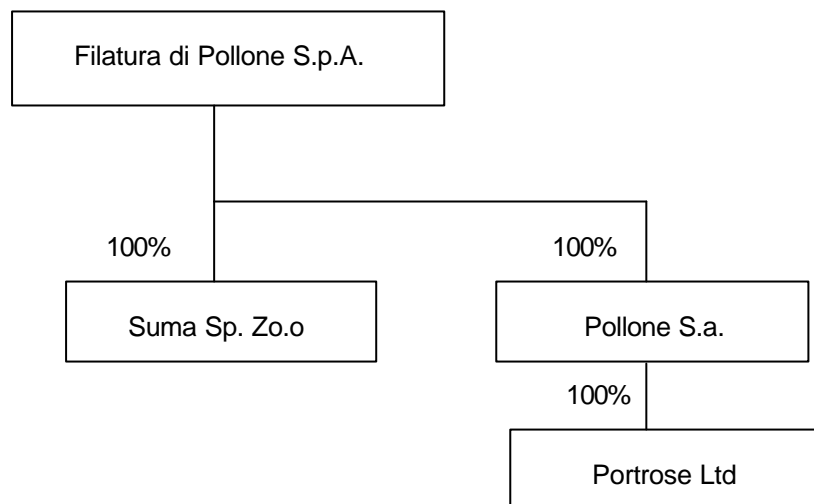 Filatura di Pollone S.p.A.
100%
100%
Suma Sp. Zo.o
Pollone S.a.
100%
Portrose Ltd